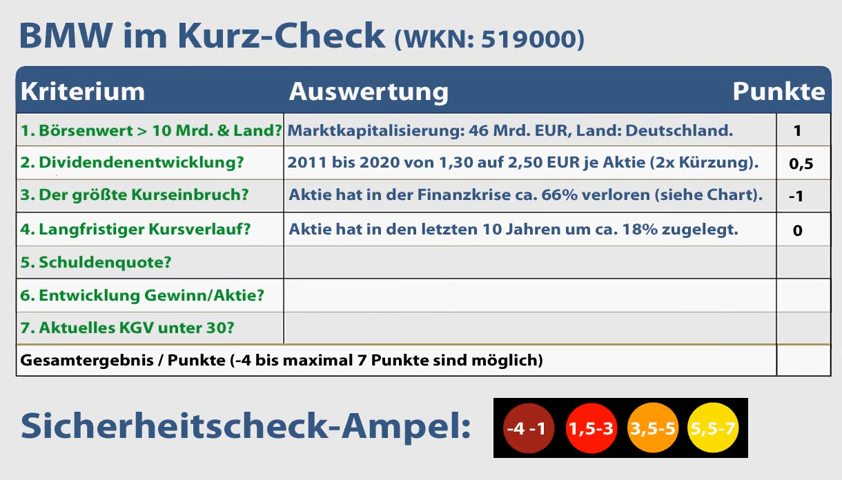 BMW im Kurz-Check (WKN: 519000)
Kriterium Auswertung Punkte
1. Börsenwert > 10 Mrd. & Land? Marktkapitalisierung: 46 Mrd. EUR, Land: Deutschland. 1
2. Dividendenentwicklung? 2011 bis 2020 von 1,30 auf 2,50 EUR je Aktie (2x Kürzung). 0,5
3. Der größte Kurseinbruch? Aktie hat in der Finanzkrise ca. 66% verloren (siehe Chart). -1
4. Langfristiger Kursverlauf? Aktie hat in den letzten 10 Jahren um ca. 18% zugelegt. 0
5. Schuldenquote?
6. Entwicklung Gewinn/Aktie?
7. Aktuelles KGV unter 30?
Gesamtergebnis / Punkte (-4 bis maximal 7 Punkte sind möglich)
Sicherheitscheck-Ampel: -4 -1 1,5-3 3,5-5 5,5-7